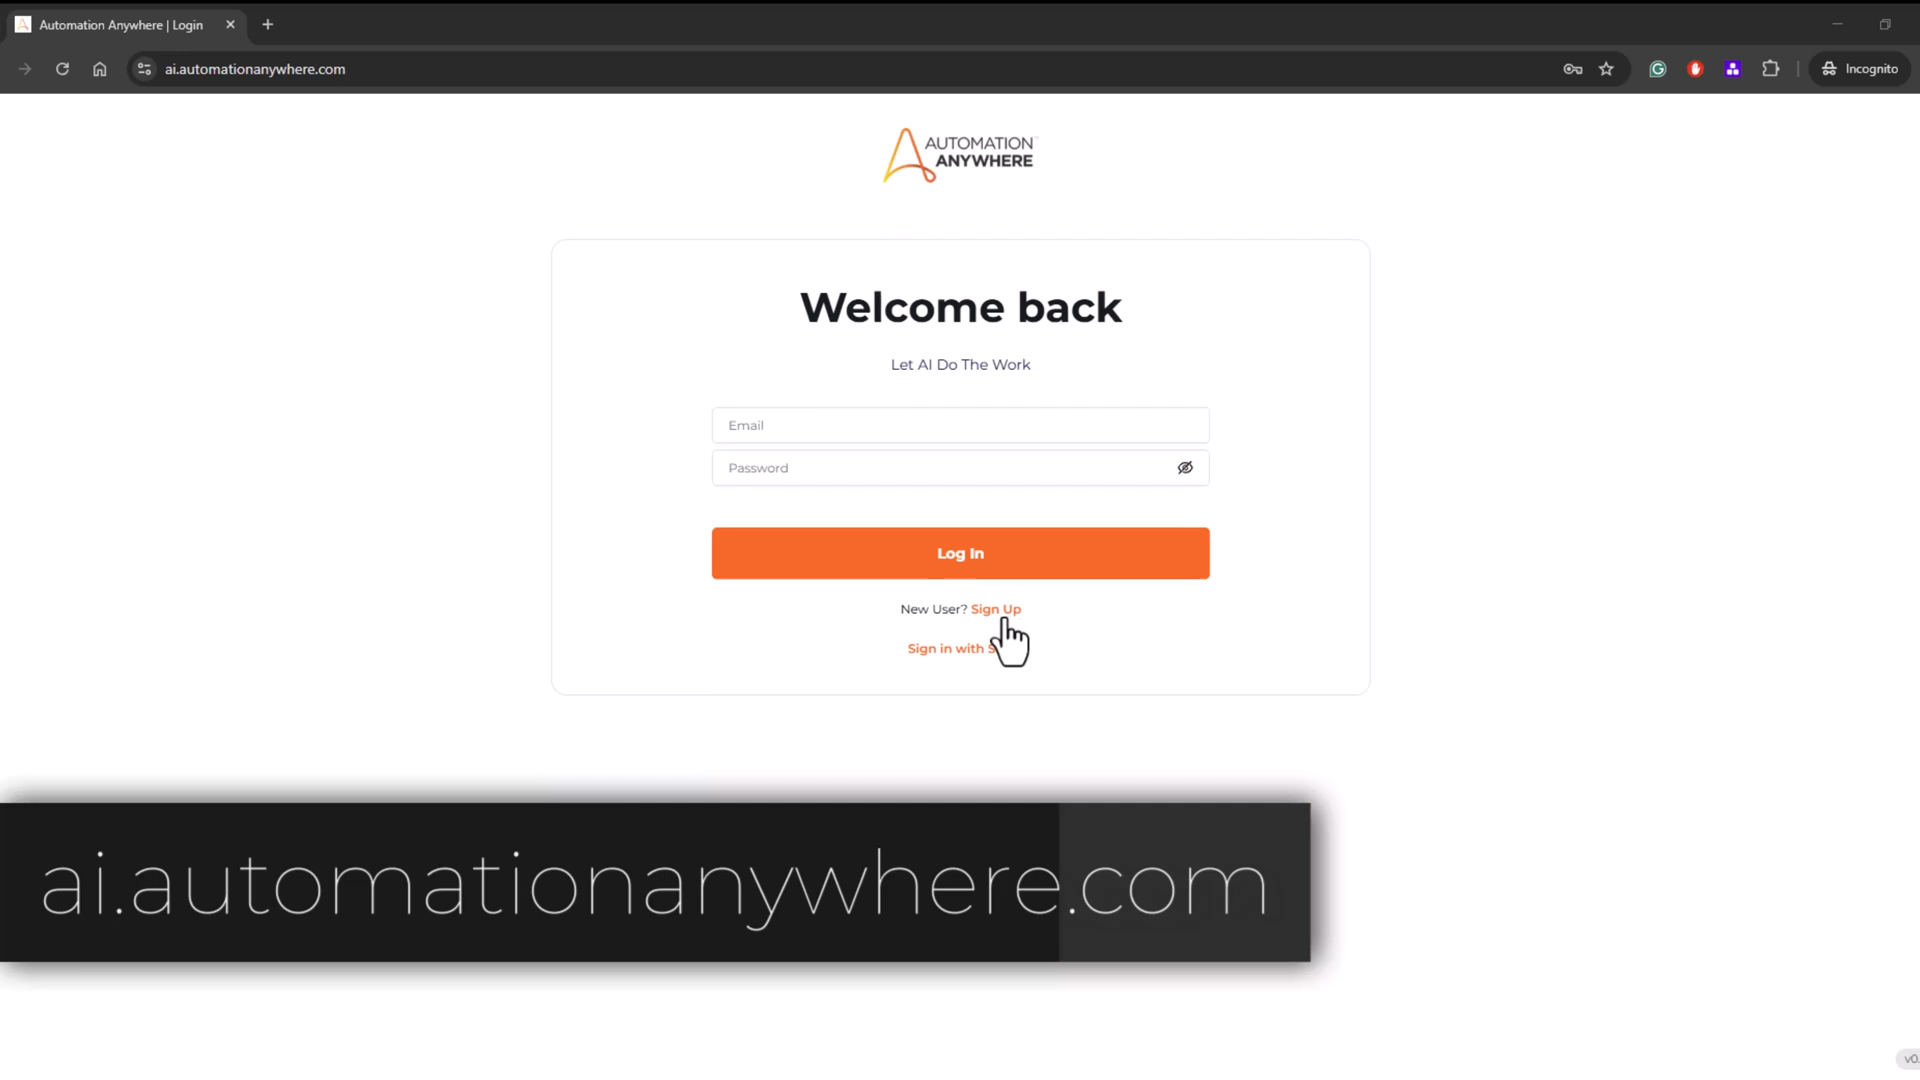 Automation Anywhere | Login
ai.automationanywhere.com
Incognito
AUTOMATION
ANYWHERE
Welcome back
Let AI Do The Work
Email
Password
Log In
New User? Sign Up
Sign in with
ai.automationanywhere.com
v0.